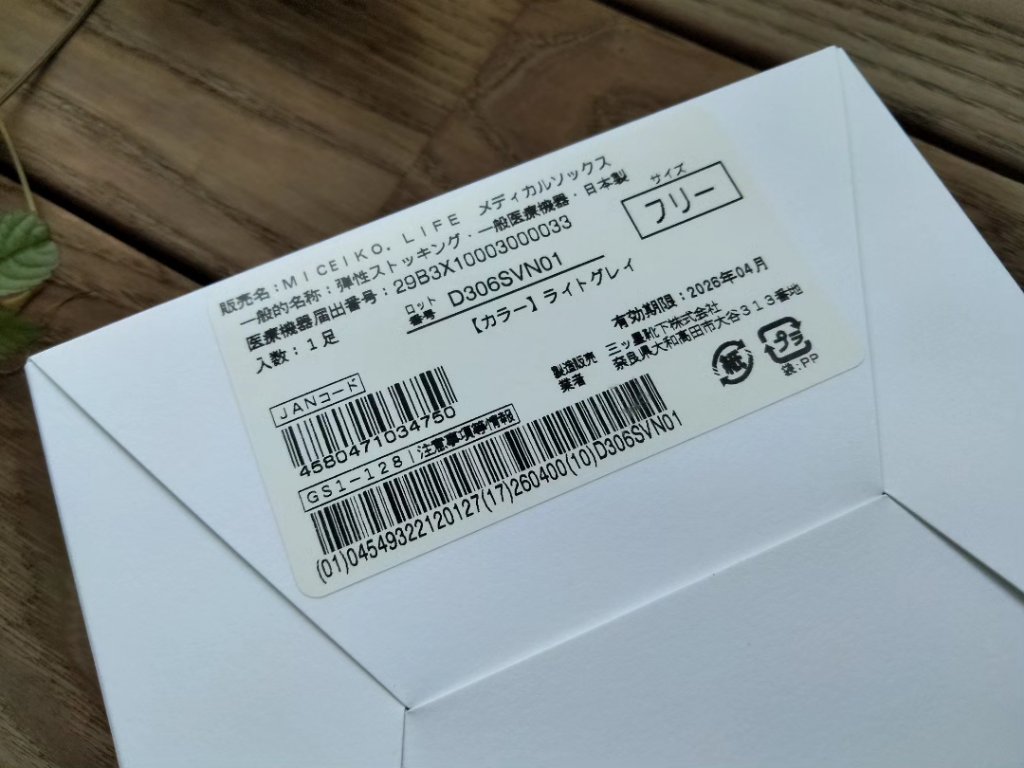 販売名：ＭＩＣＥＩＫＯ．ＬＩＦＥ　メディカルソックス
一般的名称：弾性ストッキング・一般医療機器・日本製
医療機器届出番号：29B3X10003000033
入数：１足
ロット番号 D306SVN01
【カラー】ライトグレイ
サイズ
フリー
有効期限：2026年04月
製造販売業者 三ツ星靴下株式会社
奈良県大和高田市大谷３１３番地
JANコード
4580471034750
紙
プラ
袋:PP
GS1-128 | 注意事項等情報
(01)04549322120127(17)260400(10)D306SVN01